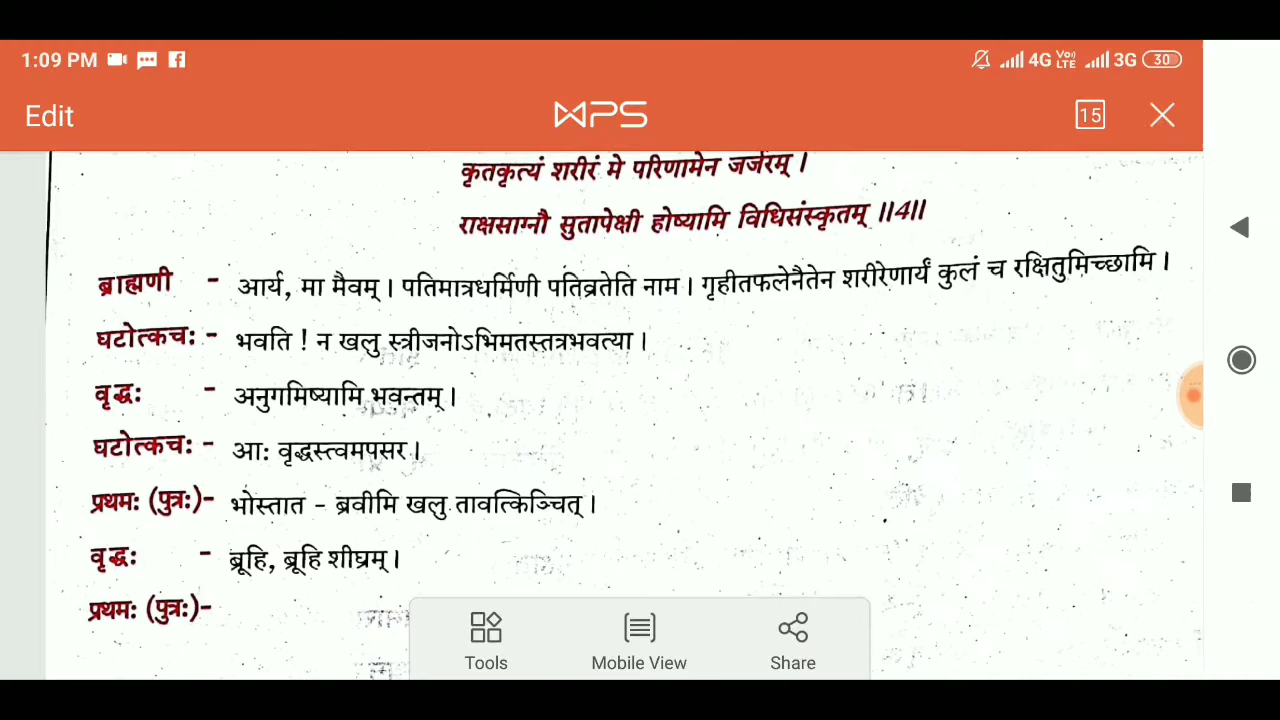 1:09 PM 4G VoLTE 3G 30
Edit WPS 15
कृतकृत्यं शरीरं मे परिणामेन जर्जरम् ।
राक्षसाग्नौ सुतापेक्षी होष्यामि विधिसंस्कृतम् ॥4॥
ब्राह्मणी - आर्य, मा मैवम् । पतिमात्रधर्मिणी पतिव्रतेति नाम । गृहीतफलेनैतेन शरीरेणार्यं कुलं च रक्षितुमिच्छामि ।
घटोत्कचः - भवति ! न खलु स्त्रीजनोऽभिमतस्तत्रभवत्या ।
वृद्धः - अनुगमिष्यामि भवन्तम् ।
घटोत्कचः - आः वृद्धस्त्वमपसर ।
प्रथमः (पुत्रः)- भोस्तात - ब्रवीमि खलु तावत्किञ्चित् ।
वृद्धः - ब्रूहि, ब्रूहि शीघ्रम् ।
प्रथमः (पुत्रः)-
Tools Mobile View Share